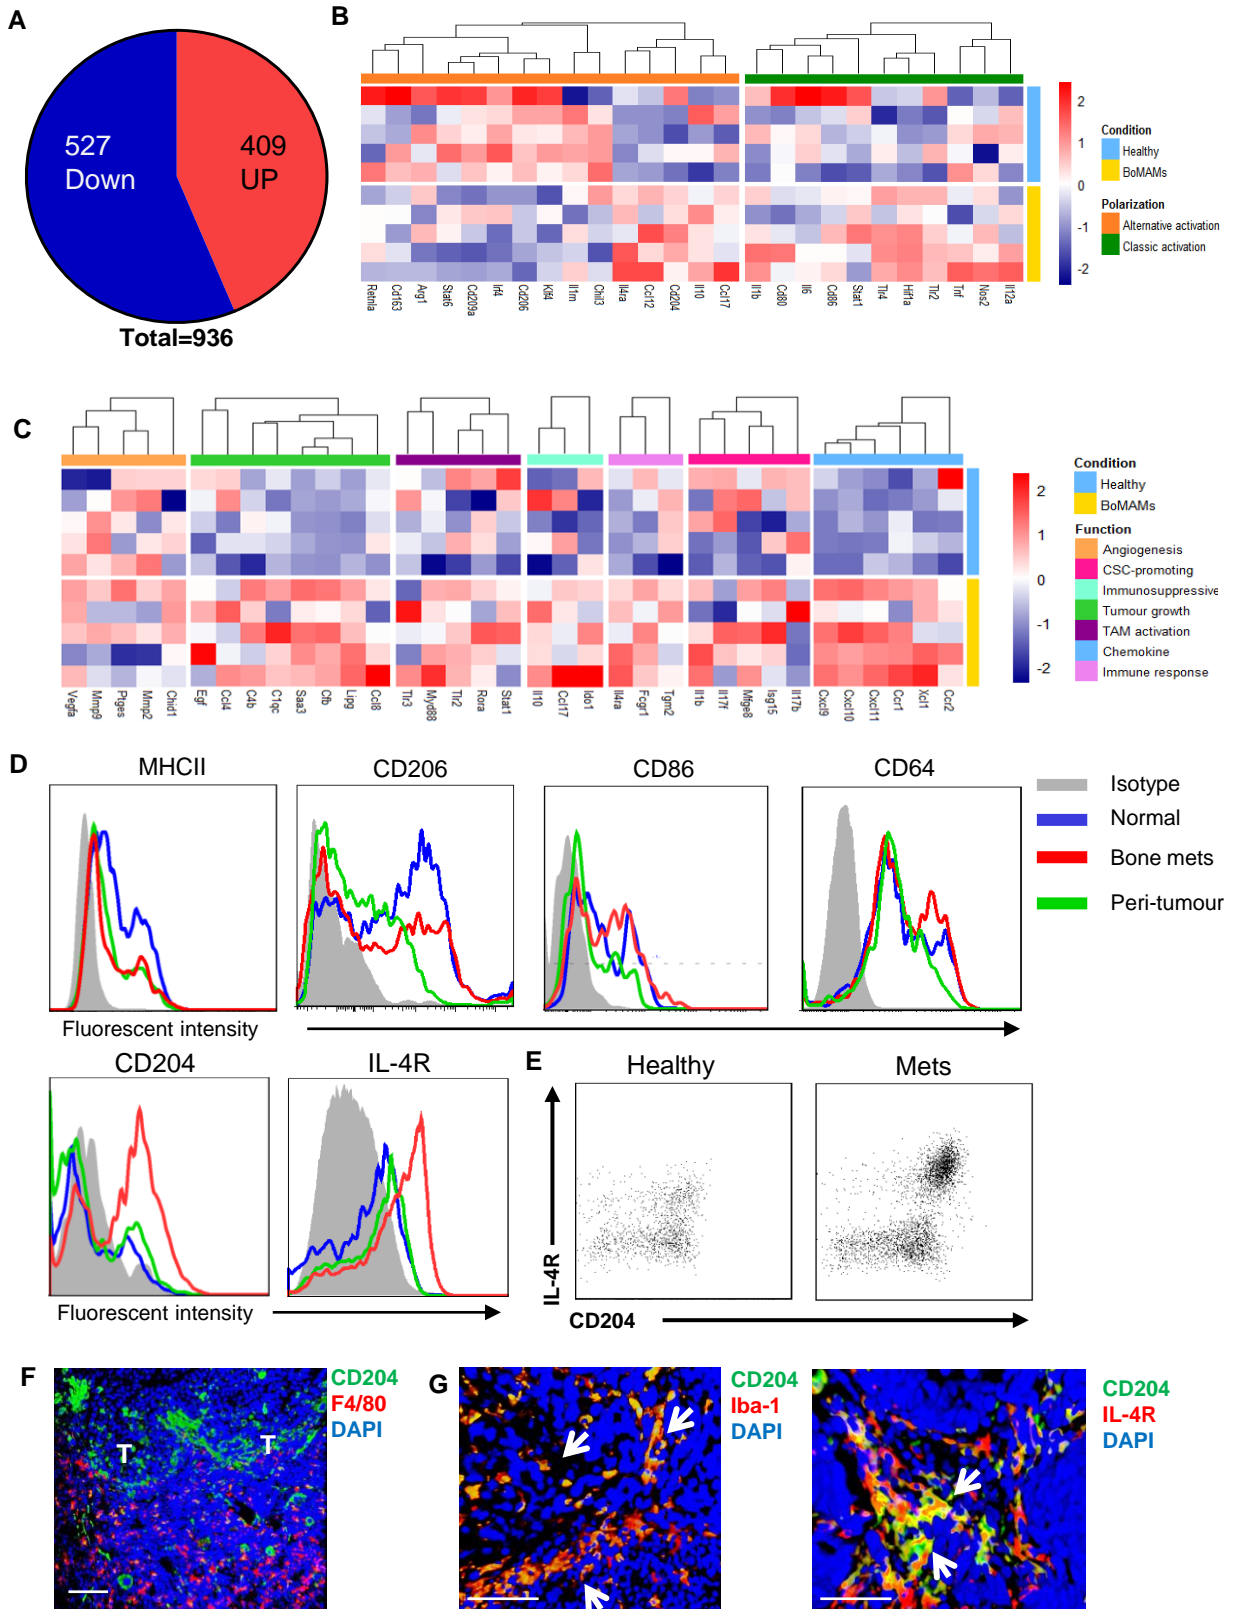 A
527
Down
409
UP
Total=936
B
Retnla
Cd163
Arg1
Stat6
Cd209a
Irf4
Cd206
Klf4
Il1rn
Chil3
Il4ra
Ccl12
Cd204
Il10
Ccl17
Il1b
Cd80
Il6
Cd86
Stat1
Tlr4
Hif1a
Tlr2
Tnf
Nos2
Il12a
2
1
0
-1
-2
Condition
Healthy
BoMAMs
Polarization
Alternative activation
Classic activation
C
Vegfa
Mmp9
Ptges
Mmp2
Chid1
Egf
Ccl4
C4b
C1qc
Saa3
Cfb
Lipg
Ccl8
Tlr3
Myd88
Tlr2
Rora
Stat1
Il10
Ccl17
Ido1
Il4ra
Fcgr1
Tgm2
Il1b
Il17f
Mfge8
Isg15
Il17b
Cxcl9
Cxcl10
Cxcl11
Ccr1
Xcl1
Ccr2
2
1
0
-1
-2
Condition
Healthy
BoMAMs
Function
Angiogenesis
CSC-promoting
Immunosuppressive
Tumour growth
TAM activation
Chemokine
Immune response
D
MHCII
CD206
CD86
CD64
Isotype
Normal
Bone mets
Peri-tumour
Fluorescent intensity
CD204
IL-4R
Fluorescent intensity
E
Healthy
Mets
IL-4R
CD204
F
T
T
CD204
F4/80
DAPI
G
CD204
Iba-1
DAPI
CD204
IL-4R
DAPI